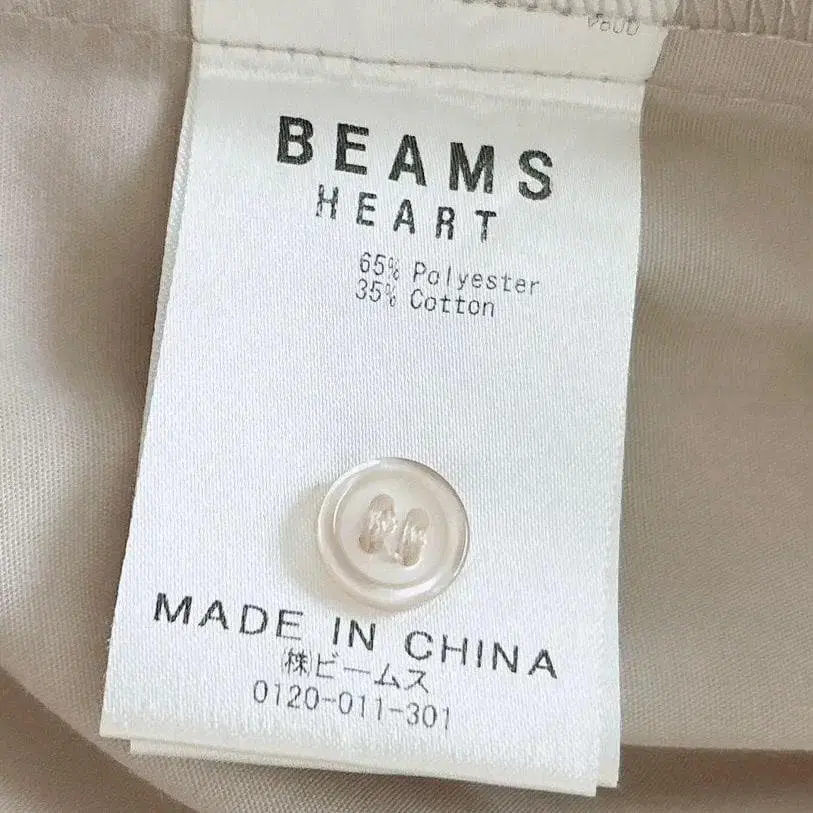 BEAMS
HEART
65% Polyester
35% Cotton
MADE IN CHINA
㈱ビームス
0120-011-301